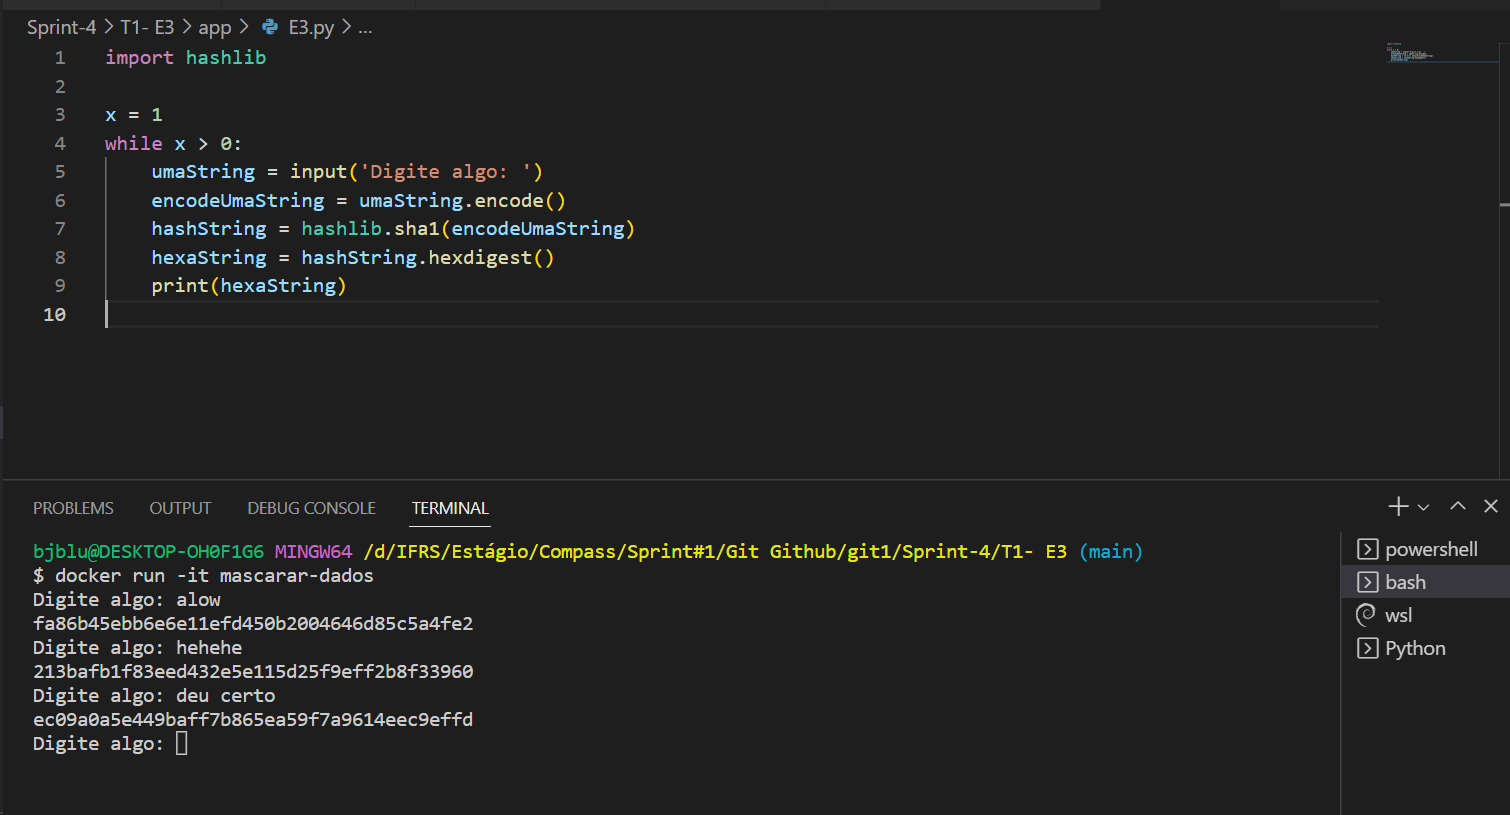 Sprint-4 > T1- E3 > app > E3.py > ...
1 import hashlib
2
3 x = 1
4 while x > 0:
5 umaString = input('Digite algo: ')
6 encodeUmaString = umaString.encode()
7 hashString = hashlib.sha1(encodeUmaString)
8 hexaString = hashString.hexdigest()
9 print(hexaString)
10
PROBLEMS OUTPUT DEBUG CONSOLE TERMINAL
bjblu@DESKTOP-OH0F1G6 MINGW64 /d/IFRS/Estágio/Compass/Sprint#1/Git Github/git1/Sprint-4/T1- E3 (main)
$ docker run -it mascarar-dados
Digite algo: alow
fa86b45ebb6e6e11efd450b2004646d85c5a4fe2
Digite algo: hehehe
213bafb1f83eed432e5e115d25f9eff2b8f33960
Digite algo: deu certo
ec09a0a5e449baff7b865ea59f7a9614eec9effd
Digite algo:
powershell
bash
wsl
Python